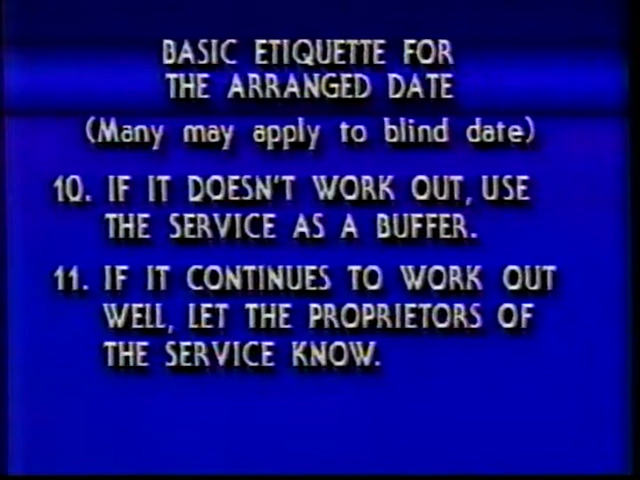 BASIC ETIQUETTE FOR
THE ARRANGED DATE
(Many may apply to blind date)
10. IF IT DOESN'T WORK OUT, USE
THE SERVICE AS A BUFFER.
11. IF IT CONTINUES TO WORK OUT
WELL, LET THE PROPRIETORS OF
THE SERVICE KNOW.